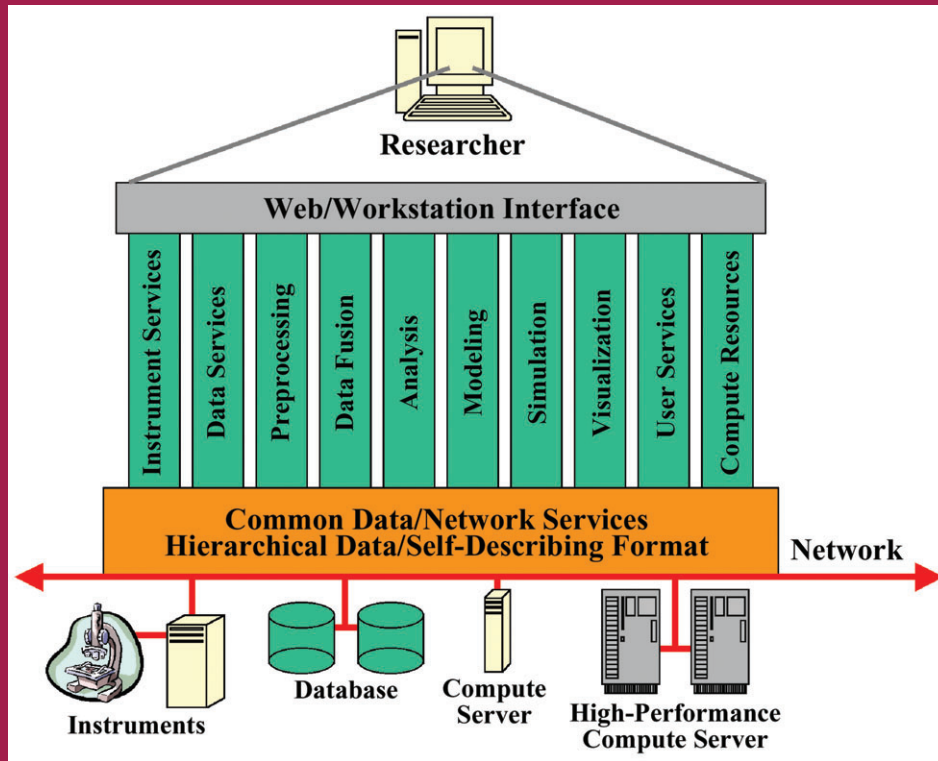 Researcher
Web/Workstation Interface
Instrument Services
Data Services
Preprocessing
Data Fusion
Analysis
Modeling
Simulation
Visualization
User Services
Compute Resources
Common Data/Network Services
Hierarchical Data/Self-Describing Format
Network
Instruments
Database
Compute
Server
High-Performance
Compute Server